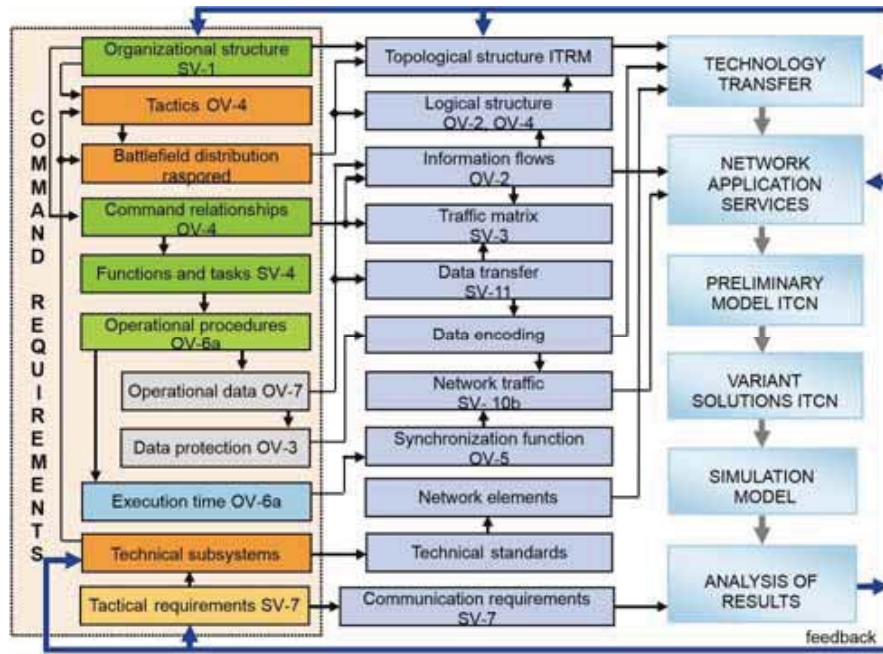 COMMAND REQUIREMENTS
Organizational structure
SV-1
Tactics OV-4
Battlefield distribution
raspored
Command relationships
OV-4
Functions and tasks SV-4
Operational procedures
OV-6a
Operational data OV-7
Data protection OV-3
Execution time OV-6a
Technical subsystems
Tactical requirements SV-7
Topological structure ITRM
Logical structure
OV-2, OV-4
Information flows
OV-2
Traffic matrix
SV-3
Data transfer
SV-11
Data encoding
Network traffic
SV- 10b
Synchronization function
OV-5
Network elements
Technical standards
Communication requirements
SV-7
TECHNOLOGY
TRANSFER
NETWORK
APPLICATION
SERVICES
PRELIMINARY
MODEL ITCN
VARIANT
SOLUTIONS ITCN
SIMULATION
MODEL
ANALYSIS OF
RESULTS
feedback